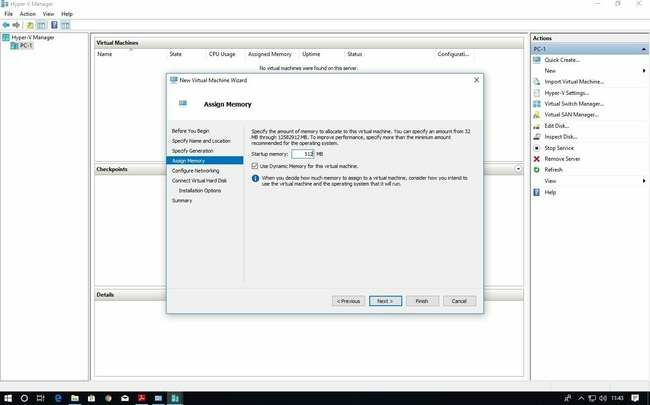 Hyper-V Manager
File Action View Help
Hyper-V Manager
PC-1
Virtual Machines
Name State CPU Usage Assigned Memory Uptime Status Configurati...
No virtual machines were found on this server.
Checkpoints
Details
New Virtual Machine Wizard
Assign Memory
Before You Begin
Specify Name and Location
Specify Generation
Assign Memory
Configure Networking
Connect Virtual Hard Disk
Installation Options
Summary
Specify the amount of memory to allocate to this virtual machine. You can specify an amount from 32
MB through 12582912 MB. To improve performance, specify more than the minimum amount
recommended for the operating system.
Startup memory: 512 MB
Use Dynamic Memory for this virtual machine.
When you decide how much memory to assign to a virtual machine, consider how you intend to
use the virtual machine and the operating system that it will run.
< Previous Next > Finish Cancel
Actions
PC-1
Quick Create...
New
Import Virtual Machine...
Hyper-V Settings...
Virtual Switch Manager...
Virtual SAN Manager...
Edit Disk...
Inspect Disk...
Stop Service
Remove Server
Refresh
View
Help
11:43